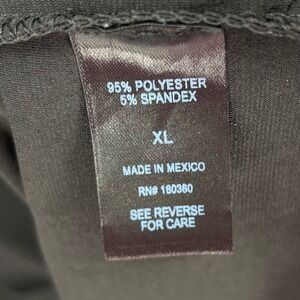 95% POLYESTER
5% SPANDEX
XL
MADE IN MEXICO
RN# 160360
SEE REVERSE
FOR CARE